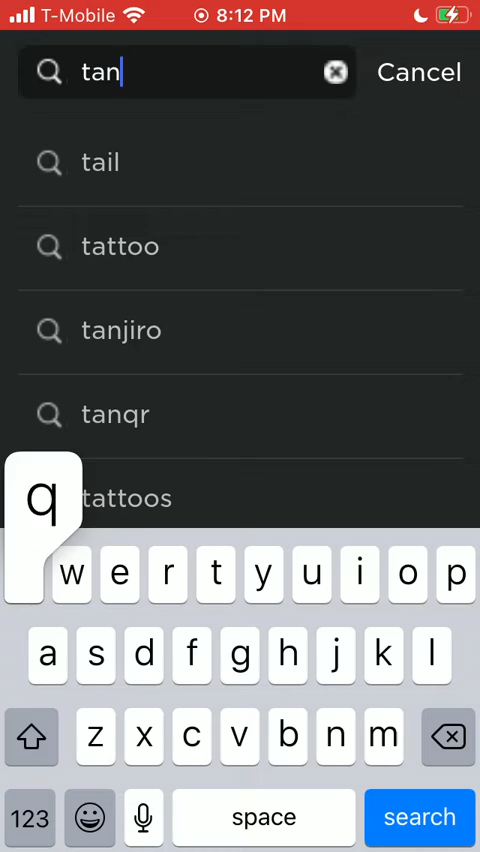 T-Mobile 8:12 PM
tan Cancel
tail
tattoo
tanjiro
tanqr
tattoos
q
w e r t y u i o p
a s d f g h j k l
z x c v b n m
123 space search